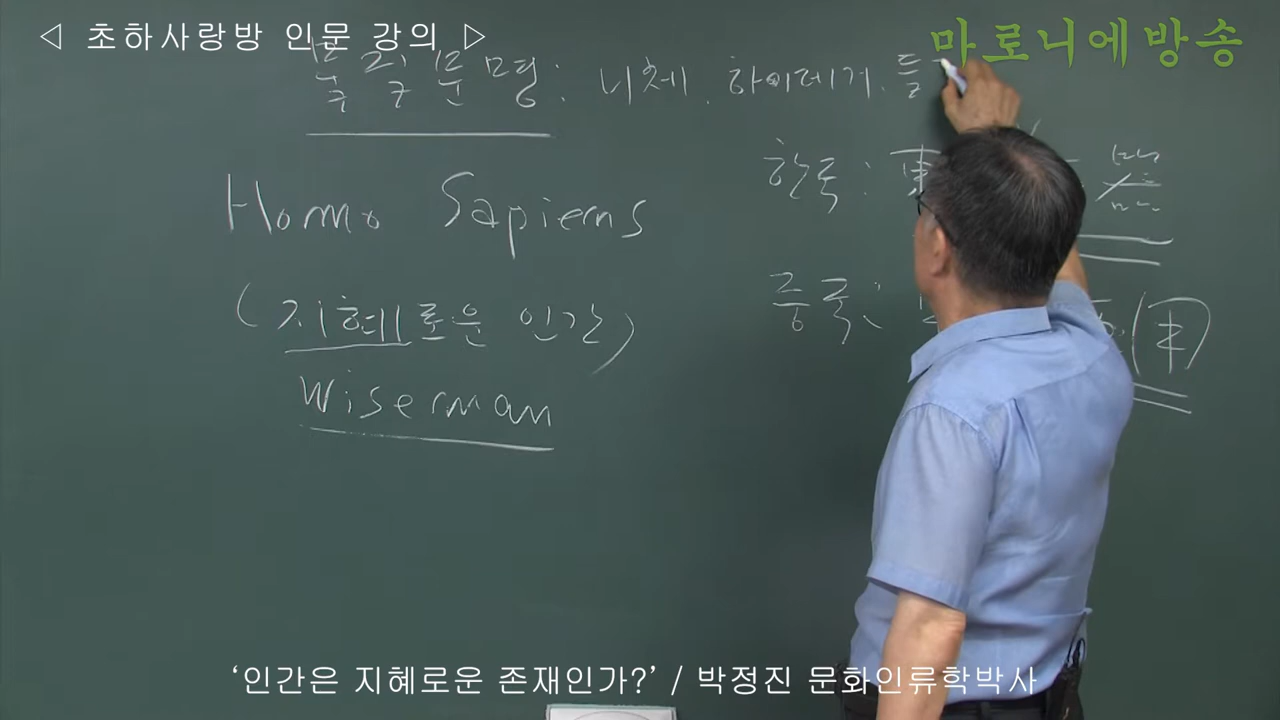 ◁ 초하사랑방 인문 강의 ▷
마로니에방송
문명: 니체. 하이데거. 들
Homo Sapiens
한국: 東
(지혜로운 인간)
중국:
Wiserman
‘인간은 지혜로운 존재인가?’ / 박정진 문화인류학박사